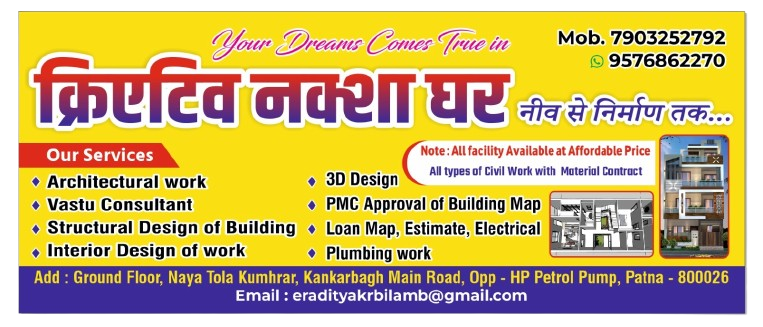 Your Dreams Comes True in
Mob. 7903252792
9576862270
क्रिएटिव नक्शा घर
नीव से निर्माण तक...
Our Services
Architectural work
Vastu Consultant
Structural Design of Building
Interior Design of work
3D Design
PMC Approval of Building Map
Loan Map, Estimate, Electrical
Plumbing work
Note : All facility Available at Affordable Price
All types of Civil Work with Material Contract
Add : Ground Floor, Naya Tola Kumhrar, Kankarbagh Main Road, Opp - HP Petrol Pump, Patna - 800026
Email : eradityakrbilamb@gmail.com